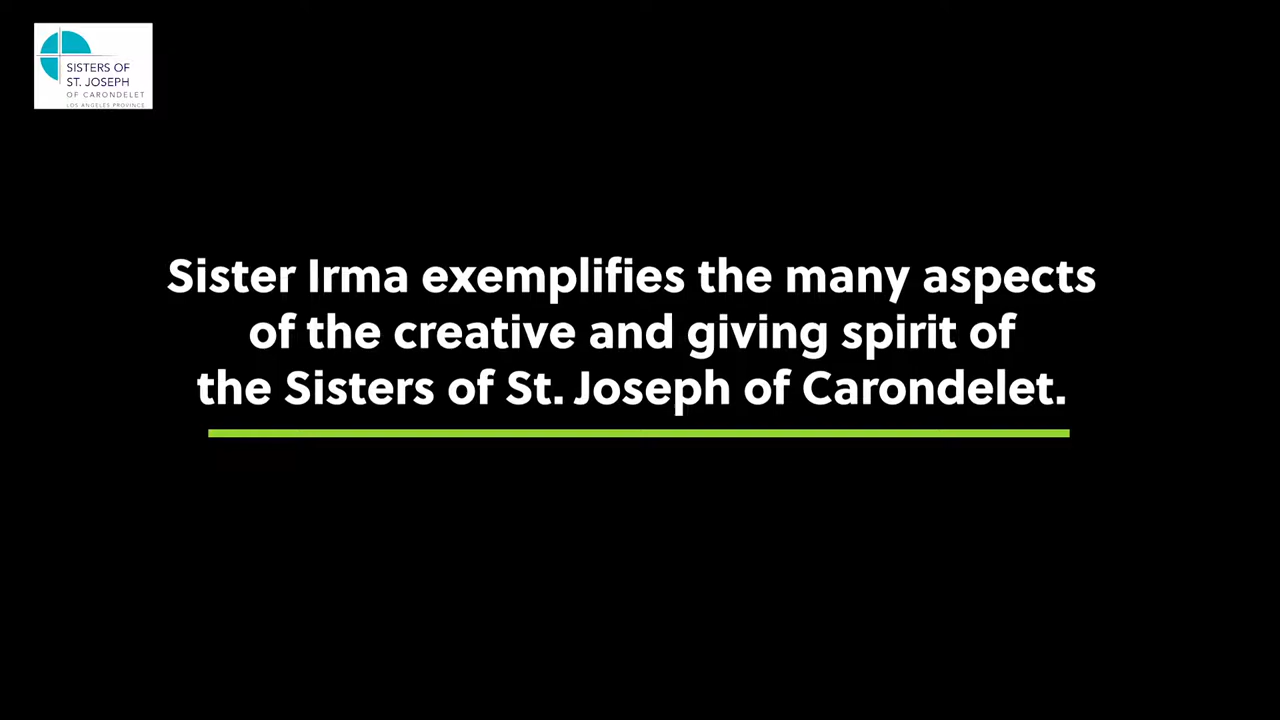 SISTERS OF
ST. JOSEPH
OF CARONDELET
LOS ANGELES PROVINCE
Sister Irma exemplifies the many aspects
of the creative and giving spirit of
the Sisters of St. Joseph of Carondelet.